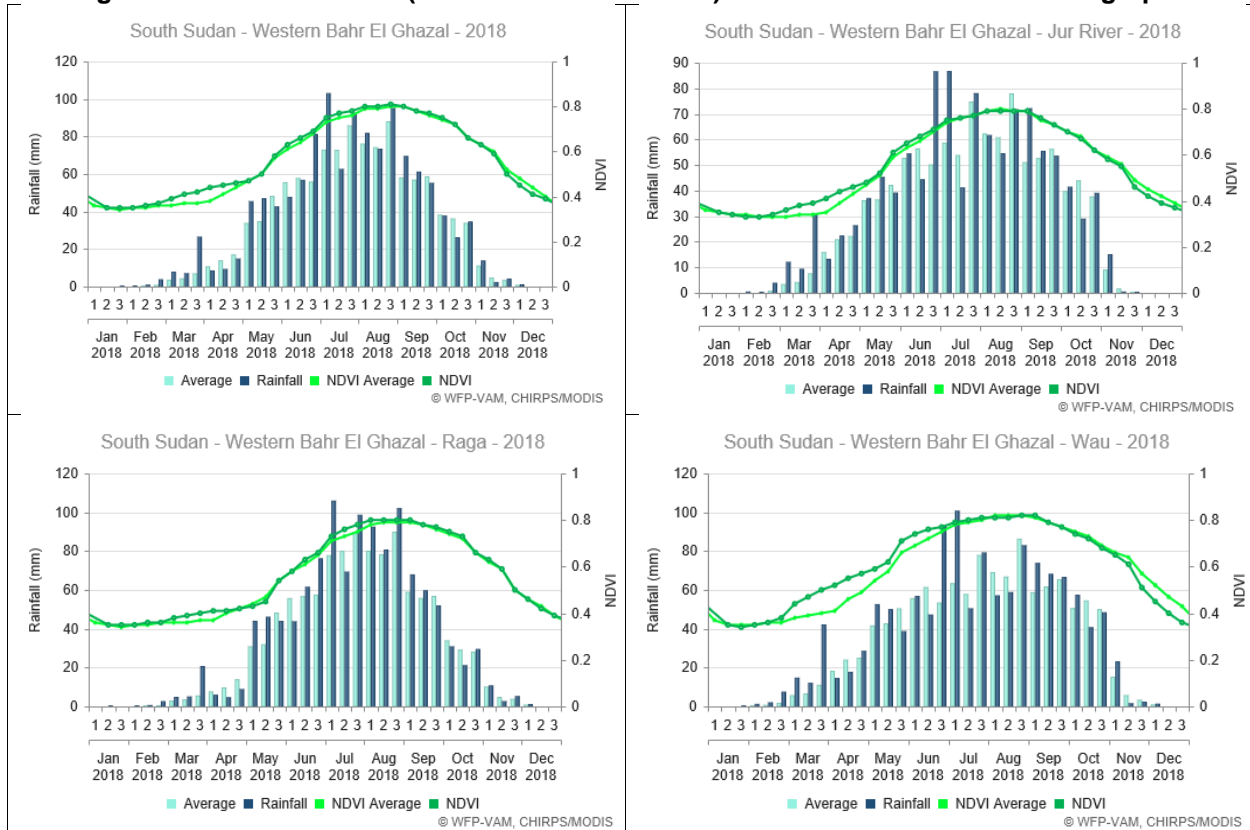 South Sudan - Western Bahr El Ghazal - 2018
120
100
80
60
40
20
0
Rainfall (mm)
1
0.8
0.6
0.4
0.2
0
NDVI
1 2 3 1 2 3 1 2 3 1 2 3 1 2 3 1 2 3 1 2 3 1 2 3 1 2 3 1 2 3 1 2 3 1 2 3
Jan Feb Mar Apr May Jun Jul Aug Sep Oct Nov Dec
2018 2018 2018 2018 2018 2018 2018 2018 2018 2018 2018 2018
Average Rainfall NDVI Average NDVI
© WFP-VAM, CHIRPS/MODIS
South Sudan - Western Bahr El Ghazal - Jur River - 2018
90
80
70
60
50
40
30
20
10
0
Rainfall (mm)
1
0.8
0.6
0.4
0.2
0
NDVI
1 2 3 1 2 3 1 2 3 1 2 3 1 2 3 1 2 3 1 2 3 1 2 3 1 2 3 1 2 3 1 2 3 1 2 3
Jan Feb Mar Apr May Jun Jul Aug Sep Oct Nov Dec
2018 2018 2018 2018 2018 2018 2018 2018 2018 2018 2018 2018
Average Rainfall NDVI Average NDVI
© WFP-VAM, CHIRPS/MODIS
South Sudan - Western Bahr El Ghazal - Raga - 2018
120
100
80
60
40
20
0
Rainfall (mm)
1
0.8
0.6
0.4
0.2
0
NDVI
1 2 3 1 2 3 1 2 3 1 2 3 1 2 3 1 2 3 1 2 3 1 2 3 1 2 3 1 2 3 1 2 3 1 2 3
Jan Feb Mar Apr May Jun Jul Aug Sep Oct Nov Dec
2018 2018 2018 2018 2018 2018 2018 2018 2018 2018 2018 2018
Average Rainfall NDVI Average NDVI
© WFP-VAM, CHIRPS/MODIS
South Sudan - Western Bahr El Ghazal - Wau - 2018
120
100
80
60
40
20
0
Rainfall (mm)
1
0.8
0.6
0.4
0.2
0
NDVI
1 2 3 1 2 3 1 2 3 1 2 3 1 2 3 1 2 3 1 2 3 1 2 3 1 2 3 1 2 3 1 2 3 1 2 3
Jan Feb Mar Apr May Jun Jul Aug Sep Oct Nov Dec
2018 2018 2018 2018 2018 2018 2018 2018 2018 2018 2018 2018
Average Rainfall NDVI Average NDVI
© WFP-VAM, CHIRPS/MODIS